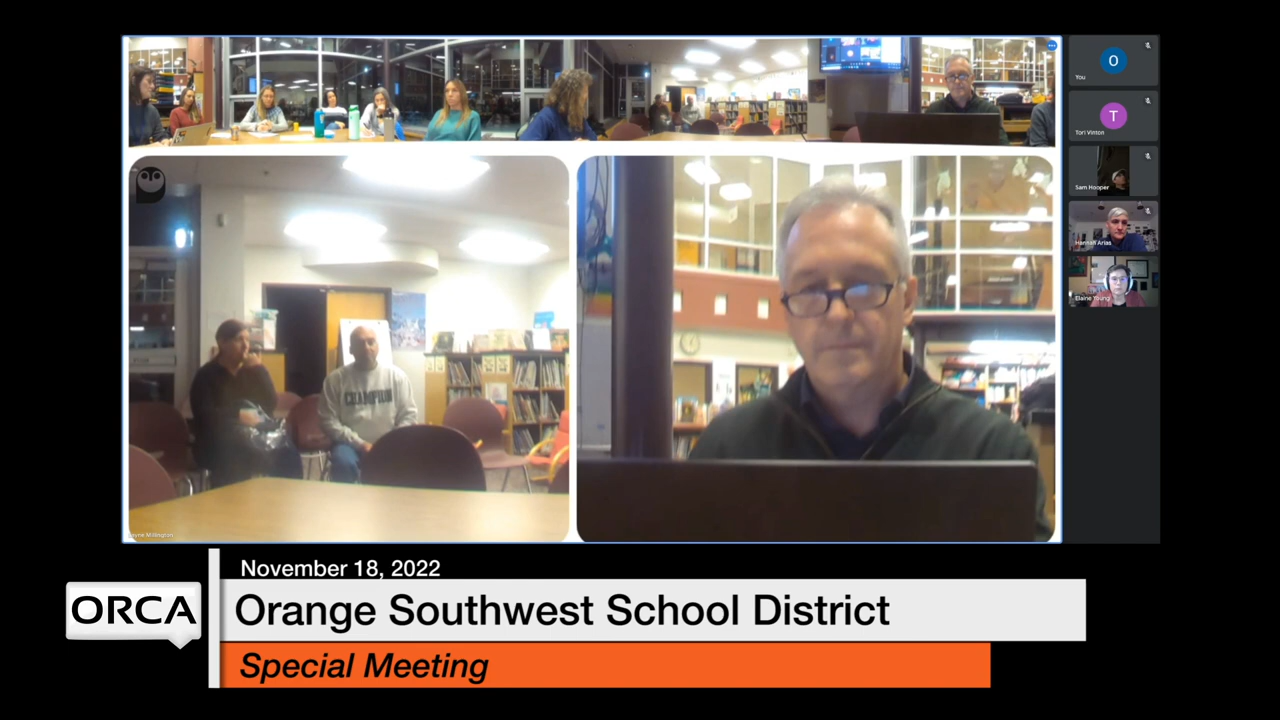 O
You
T
Tori Vinton
Sam Hooper
Hannah Arias
Elaine Young
CHAMPION
November 18, 2022
ORCA
Orange Southwest School District
Special Meeting